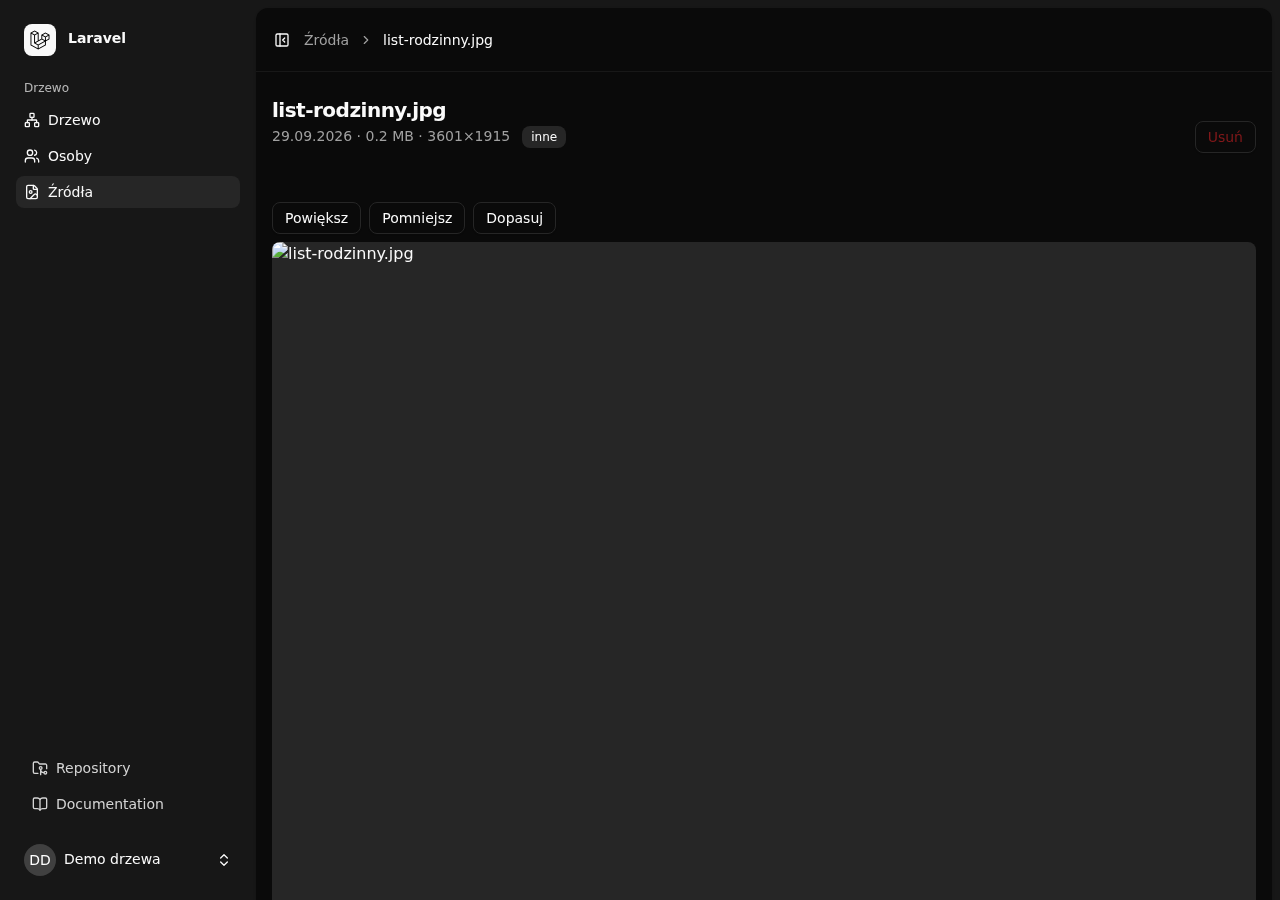 Laravel
Drzewo
Drzewo
Osoby
Źródła
Repository
Documentation
DD Demo drzewa
Źródła > list-rodzinny.jpg
list-rodzinny.jpg
29.09.2026 · 0.2 MB · 3601×1915 inne
Usuń
Powiększ Pomniejsz Dopasuj
list-rodzinny.jpg